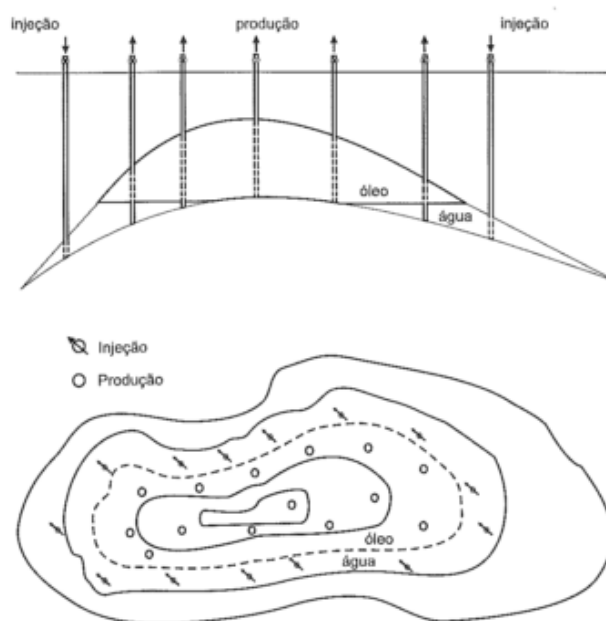 injeção produção injeção
óleo
água
Injeção
Produção
óleo
água